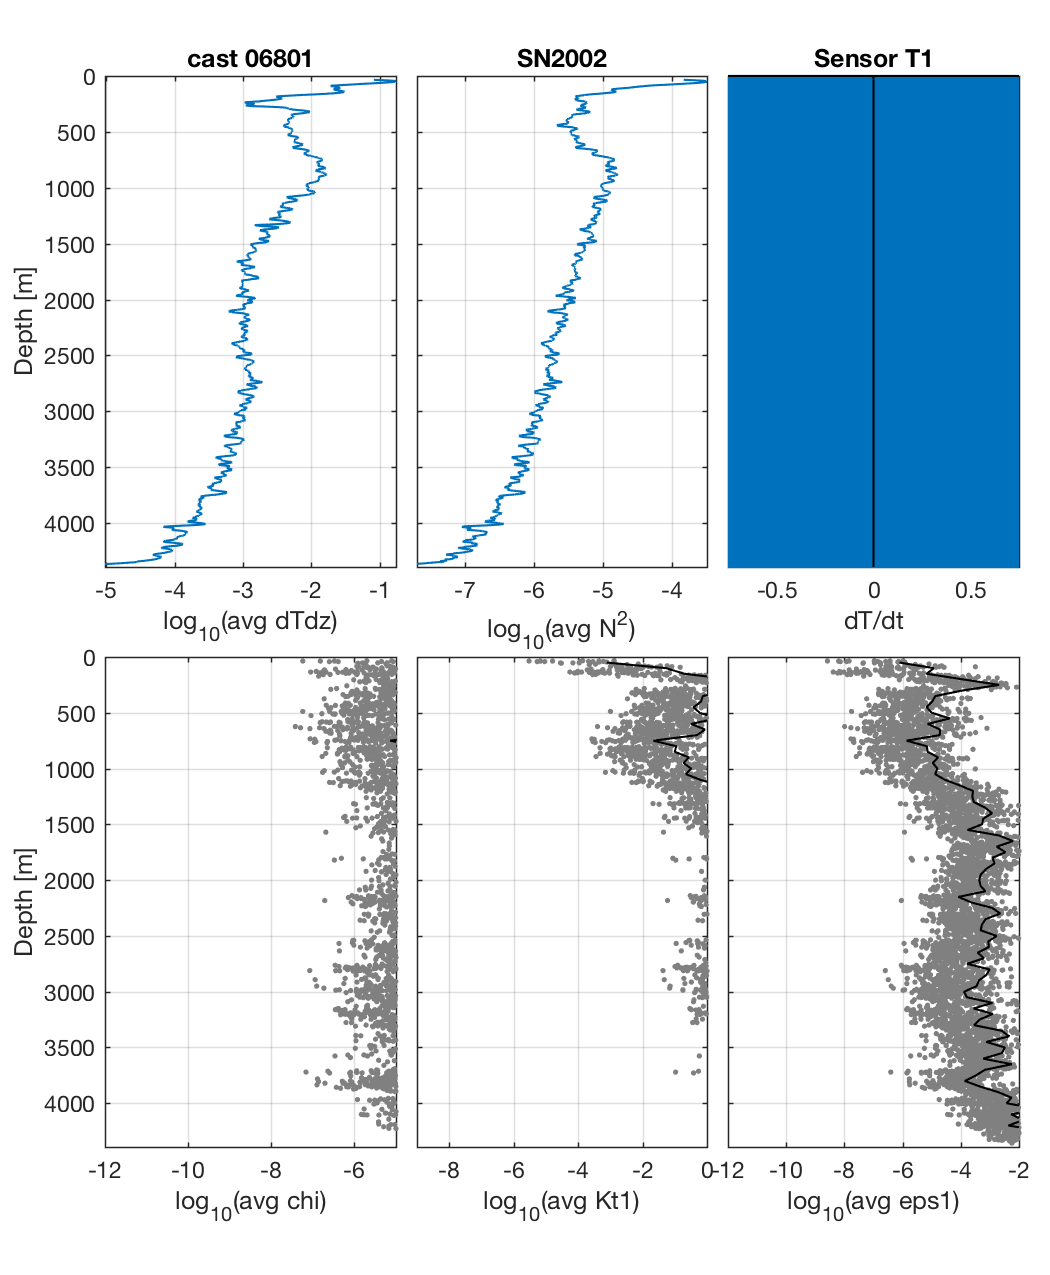 cast 06801
SN2002
Sensor T1
0
500
1000
1500
2000
2500
3000
3500
4000
Depth [m]
-5 -4 -3 -2 -1
-7 -6 -5 -4
-0.5 0 0.5
log10(avg dTdz)
log10(avg N2)
dT/dt
0
500
1000
1500
2000
2500
3000
3500
4000
Depth [m]
-12 -10 -8 -6
-8 -6 -4 -2 0
-12 -10 -8 -6 -4 -2
log10(avg chi)
log10(avg Kt1)
log10(avg eps1)